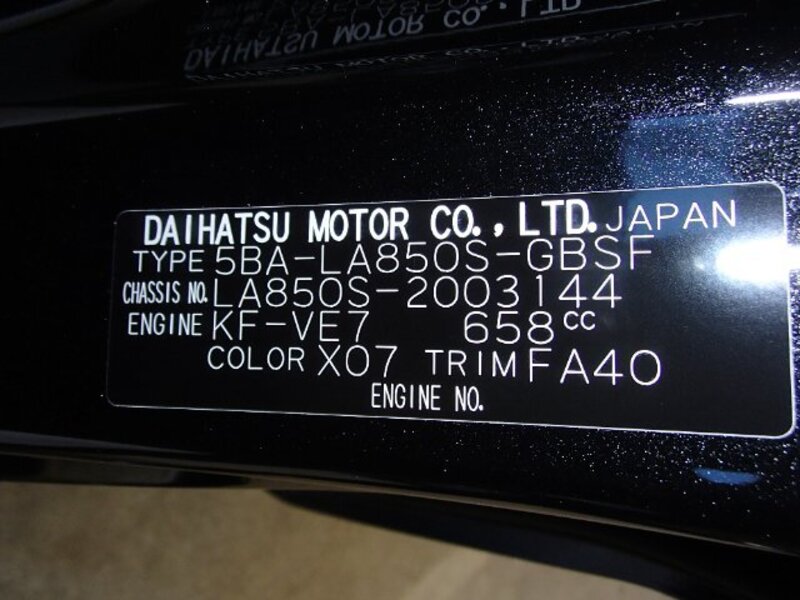 DAIHATSU MOTOR CO., LTD. JAPAN
TYPE 5BA-LA850S-GBSF
CHASSIS NO. LA850S-2003144
ENGINE KF-VE7 658cc
COLOR X07 TRIM FA40
ENGINE NO.